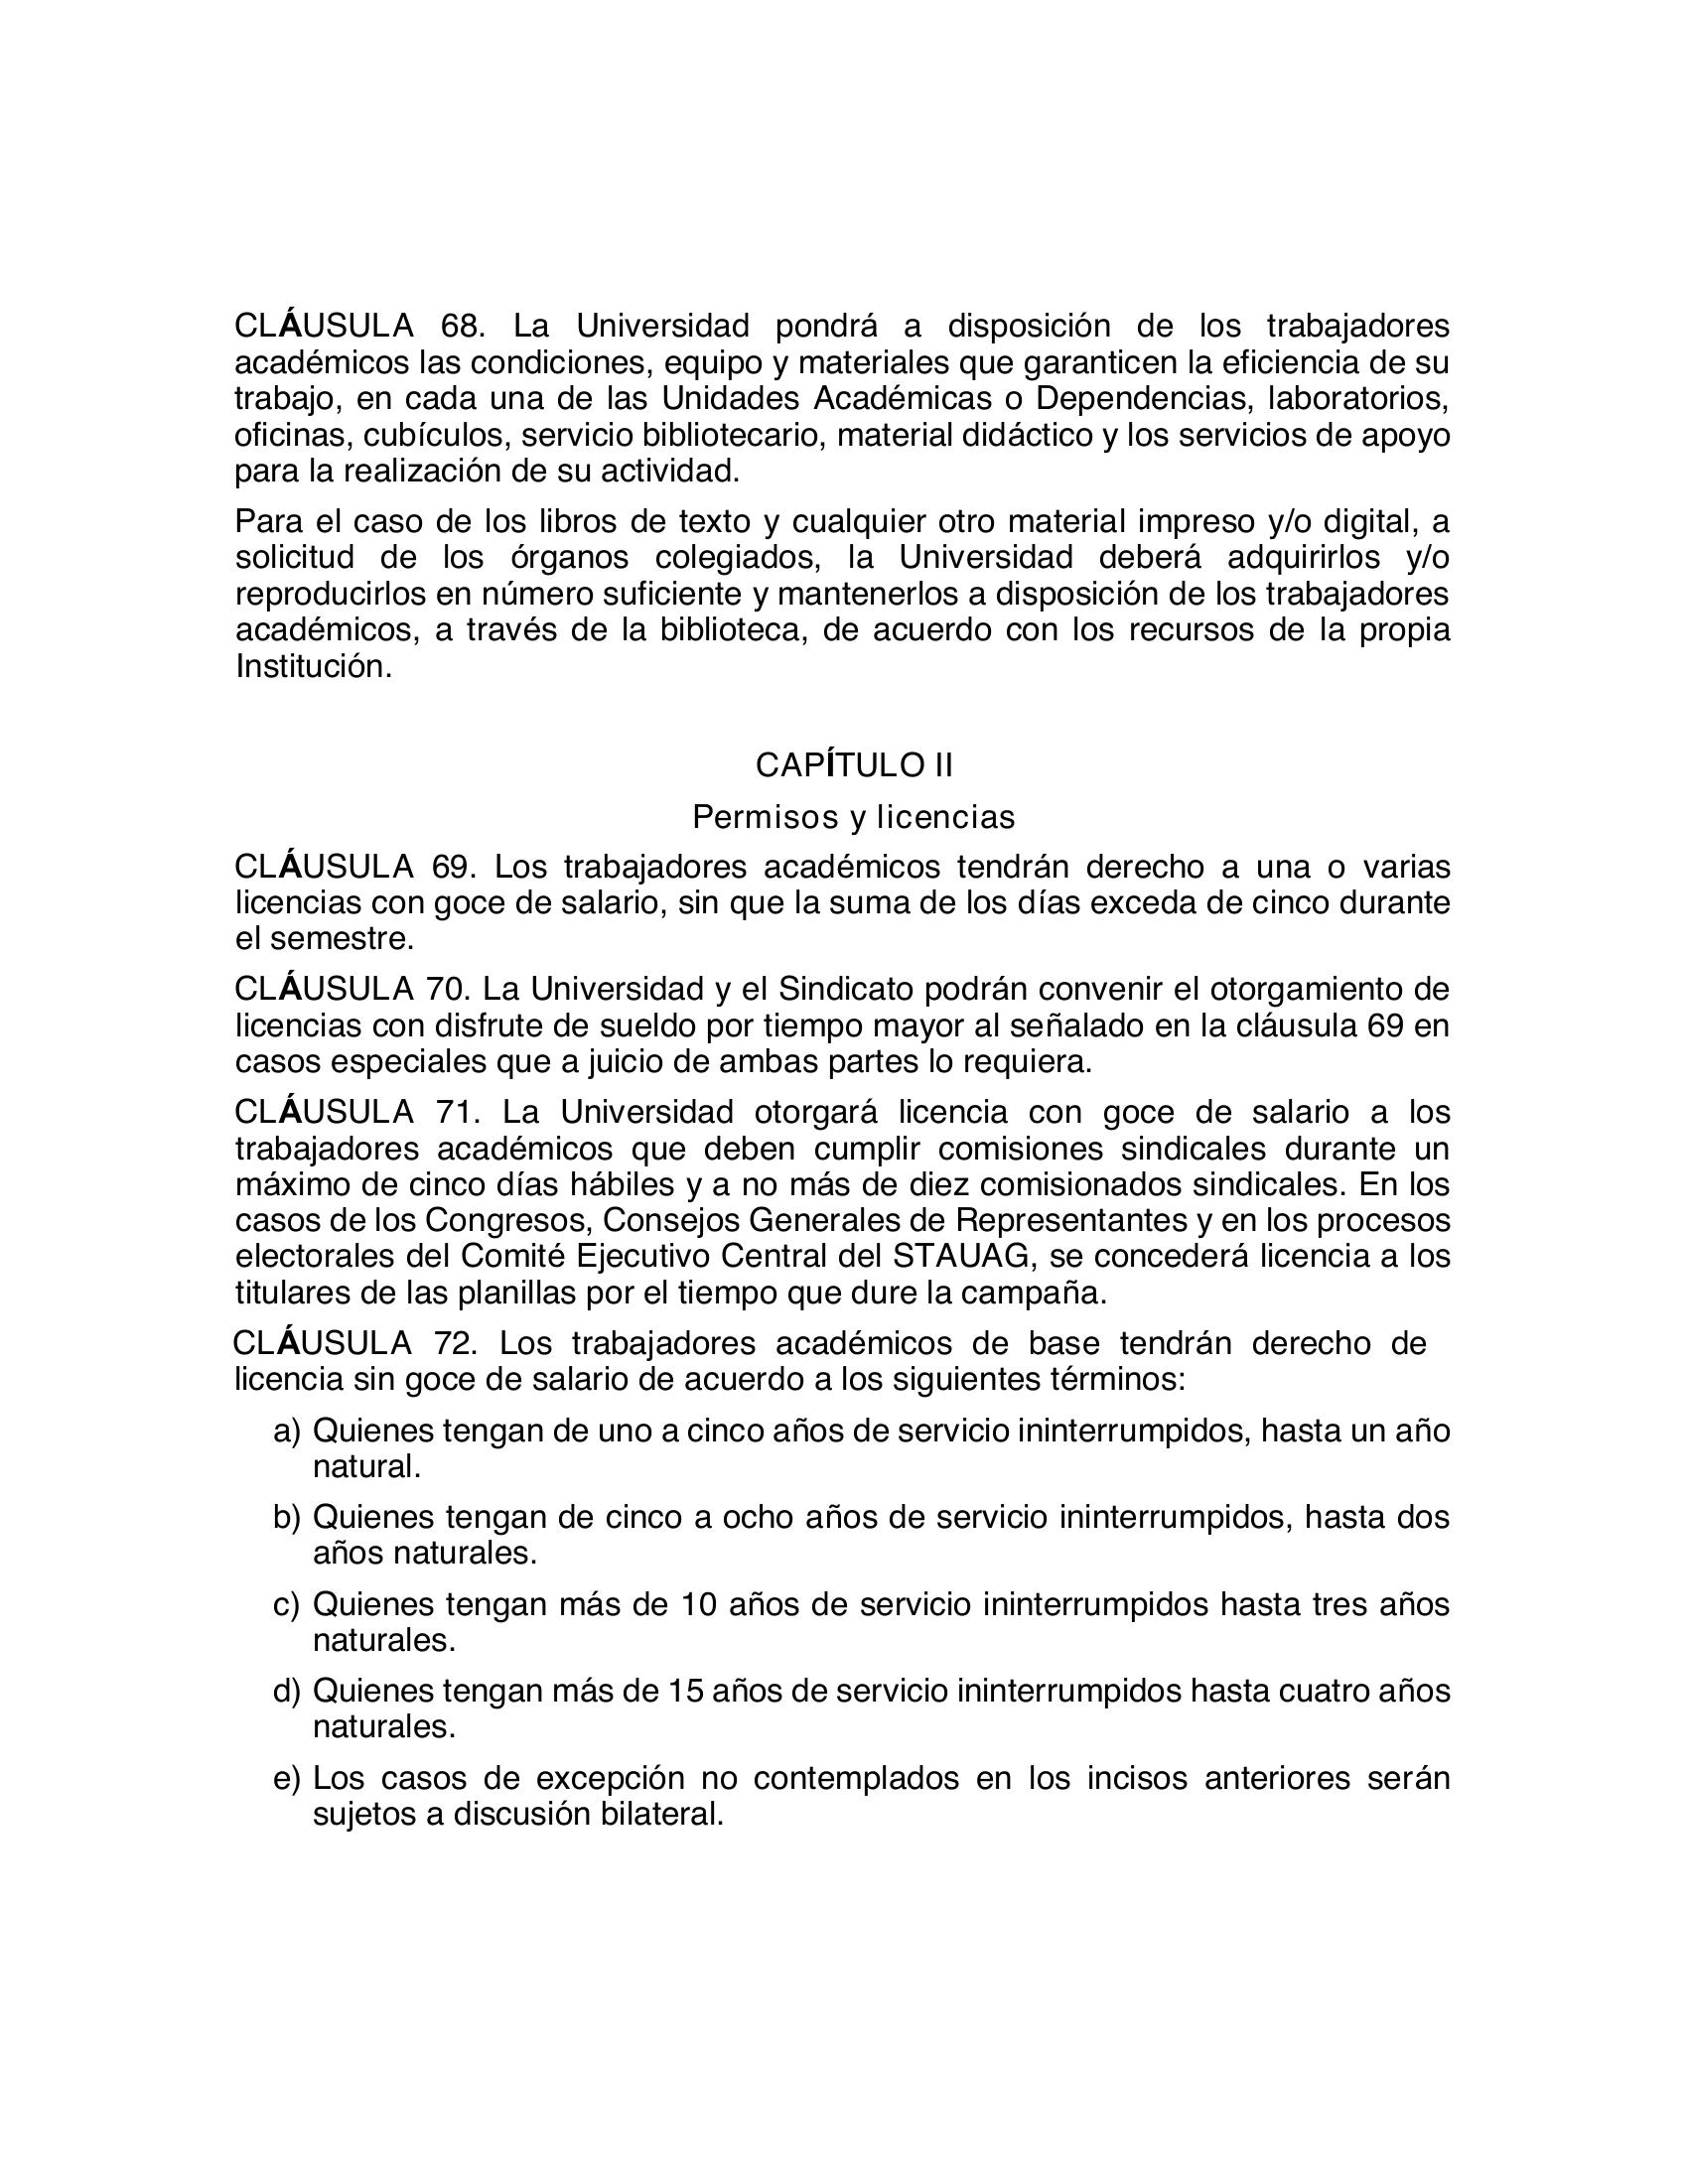 CLÁUSULA 68. La Universidad pondrá a disposición de los trabajadores
académicos las condiciones, equipo y materiales que garanticen la eficiencia de su
trabajo, en cada una de las Unidades Académicas o Dependencias, laboratorios,
oficinas, cubículos, servicio bibliotecario, material didáctico y los servicios de apoyo
para la realización de su actividad.
Para el caso de los libros de texto y cualquier otro material impreso y/o digital, a
solicitud de los órganos colegiados, la Universidad deberá adquirirlos y/o
reproducirlos en número suficiente y mantenerlos a disposición de los trabajadores
académicos, a través de la biblioteca, de acuerdo con los recursos de la propia
Institución.
CAPÍTULO II
Permisos y licencias
CLÁUSULA 69. Los trabajadores académicos tendrán derecho a una o varias
licencias con goce de salario, sin que la suma de los días exceda de cinco durante
el semestre.
CLÁUSULA 70. La Universidad y el Sindicato podrán convenir el otorgamiento de
licencias con disfrute de sueldo por tiempo mayor al señalado en la cláusula 69 en
casos especiales que a juicio de ambas partes lo requiera.
CLÁUSULA 71. La Universidad otorgará licencia con goce de salario a los
trabajadores académicos que deben cumplir comisiones sindicales durante un
máximo de cinco días hábiles y a no más de diez comisionados sindicales. En los
casos de los Congresos, Consejos Generales de Representantes y en los procesos
electorales del Comité Ejecutivo Central del STAUAG, se concederá licencia a los
titulares de las planillas por el tiempo que dure la campaña.
CLÁUSULA 72. Los trabajadores académicos de base tendrán derecho de
licencia sin goce de salario de acuerdo a los siguientes términos:
a) Quienes tengan de uno a cinco años de servicio ininterrumpidos, hasta un año
natural.
b) Quienes tengan de cinco a ocho años de servicio ininterrumpidos, hasta dos
años naturales.
c) Quienes tengan más de 10 años de servicio ininterrumpidos hasta tres años
naturales.
d) Quienes tengan más de 15 años de servicio ininterrumpidos hasta cuatro años
naturales.
e) Los casos de excepción no contemplados en los incisos anteriores serán
sujetos a discusión bilateral.